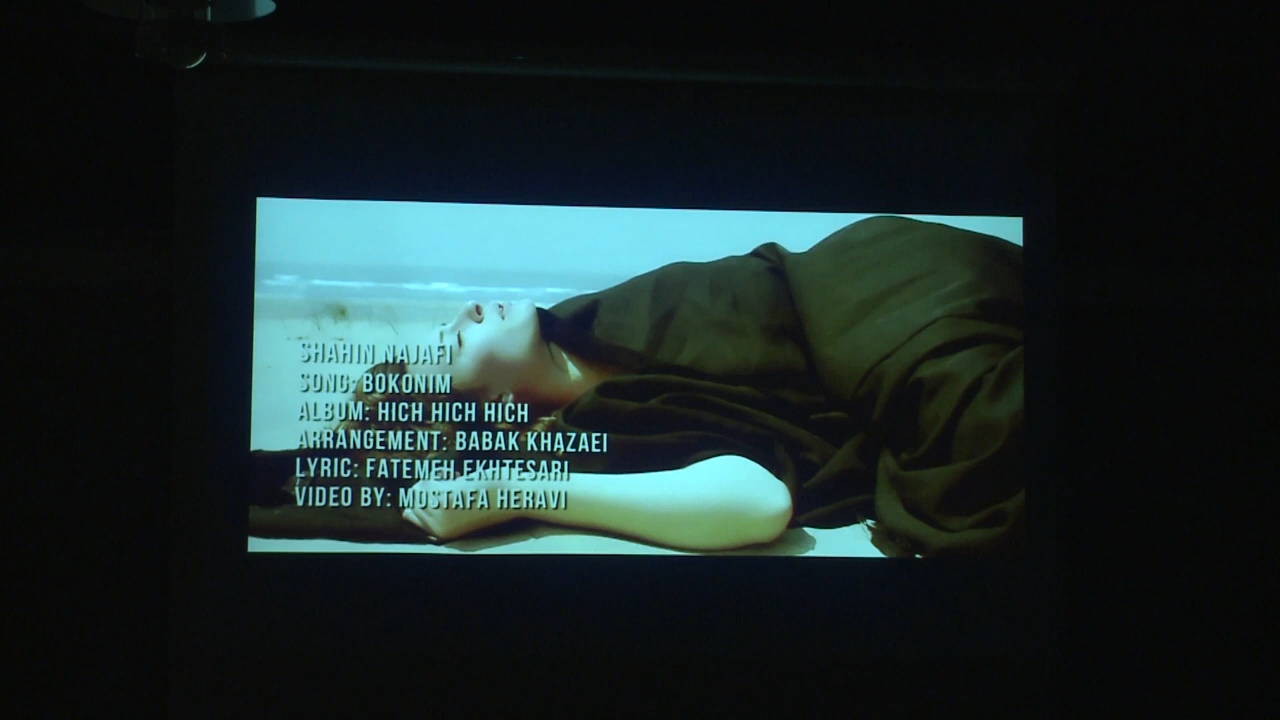 SHAHIN NAJAFI
SONG: BOKONIM
ALBUM: HICH HICH HICH
ARRANGEMENT: BABAK KHAZAEI
LYRIC: FATEMEH EKHTESARI
VIDEO BY: MOSTAFA HERAVI